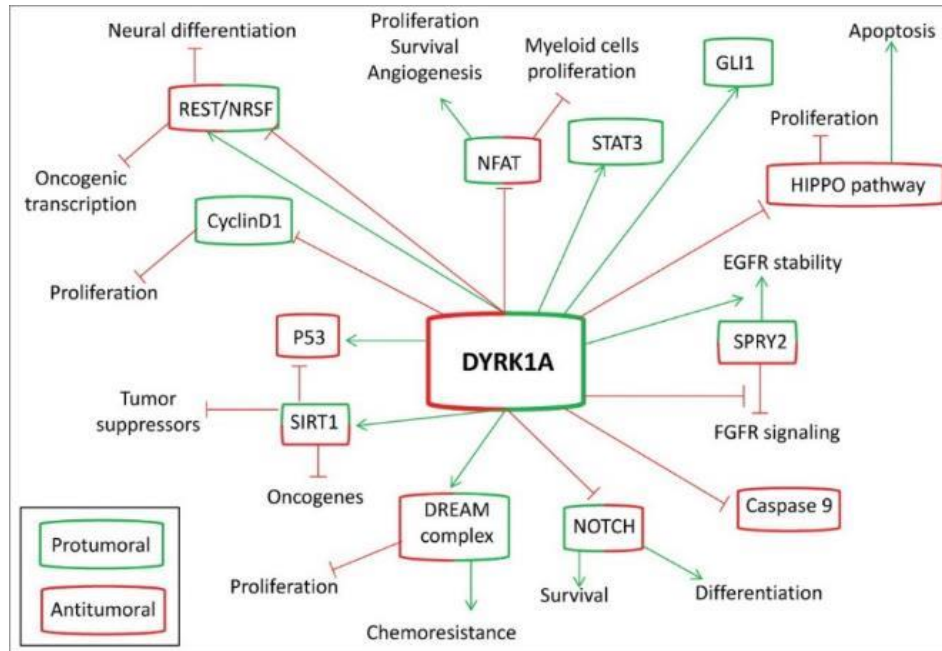 Neural differentiation
Proliferation
Survival
Angiogenesis
Myeloid cells
proliferation
GLI1
Apoptosis
REST/NRSF
NFAT
STAT3
Proliferation
HIPPO pathway
Oncogenic
transcription
CyclinD1
Proliferation
EGFR stability
P53
DYRK1A
SPRY2
Tumor
suppressors
SIRT1
FGFR signaling
Oncogenes
DREAM
complex
NOTCH
Caspase 9
Protumoral
Antitumoral
Proliferation
Survival
Differentiation
Chemoresistance